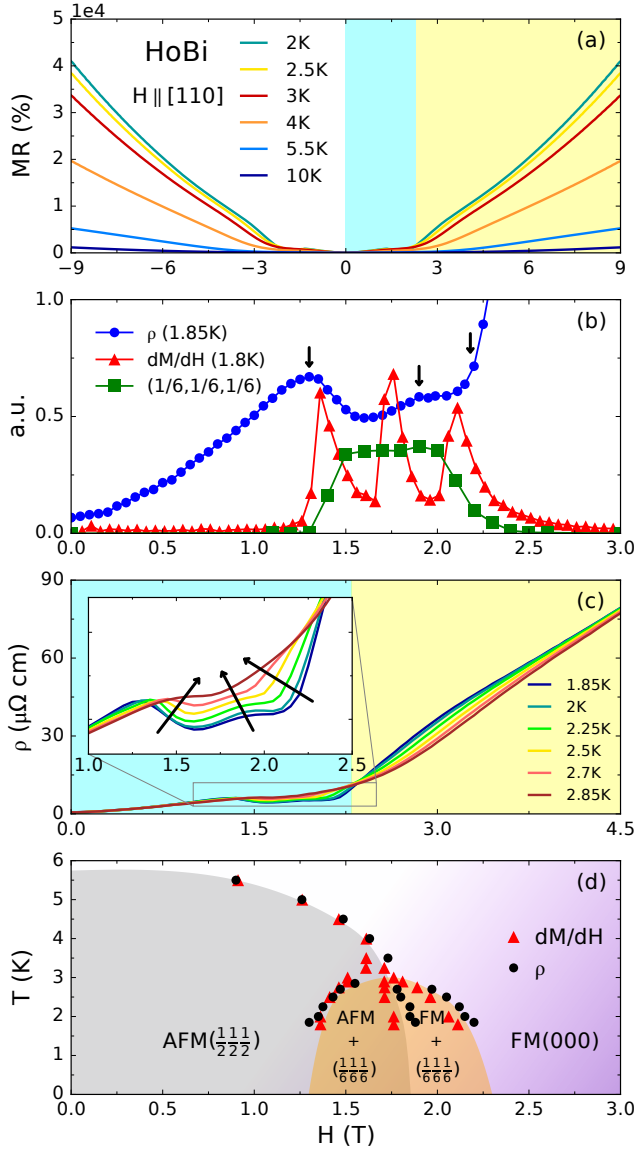 1e4
(a)
HoBi
H || [110]
2K
2.5K
3K
4K
5.5K
10K
MR (%)
5
4
3
2
1
0
−9 −6 −3 0 3 6 9
(b)
ρ (1.85K)
dM/dH (1.8K)
(1/6,1/6,1/6)
a.u.
1.0
0.5
0.0
0.0 0.5 1.0 1.5 2.0 2.5 3.0
(c)
ρ (μΩ cm)
90
60
30
0
1.0 1.5 2.0 2.5
1.85K
2K
2.25K
2.5K
2.7K
2.85K
0.0 1.5 3.0 4.5
(d)
dM/dH
ρ
T (K)
6
5
4
3
2
1
0
AFM(1/2 1/2 1/2)
AFM
+
(1/6 1/6 1/6)
FM
+
(1/6 1/6 1/6)
FM(000)
0.0 0.5 1.0 1.5 2.0 2.5 3.0
H (T)